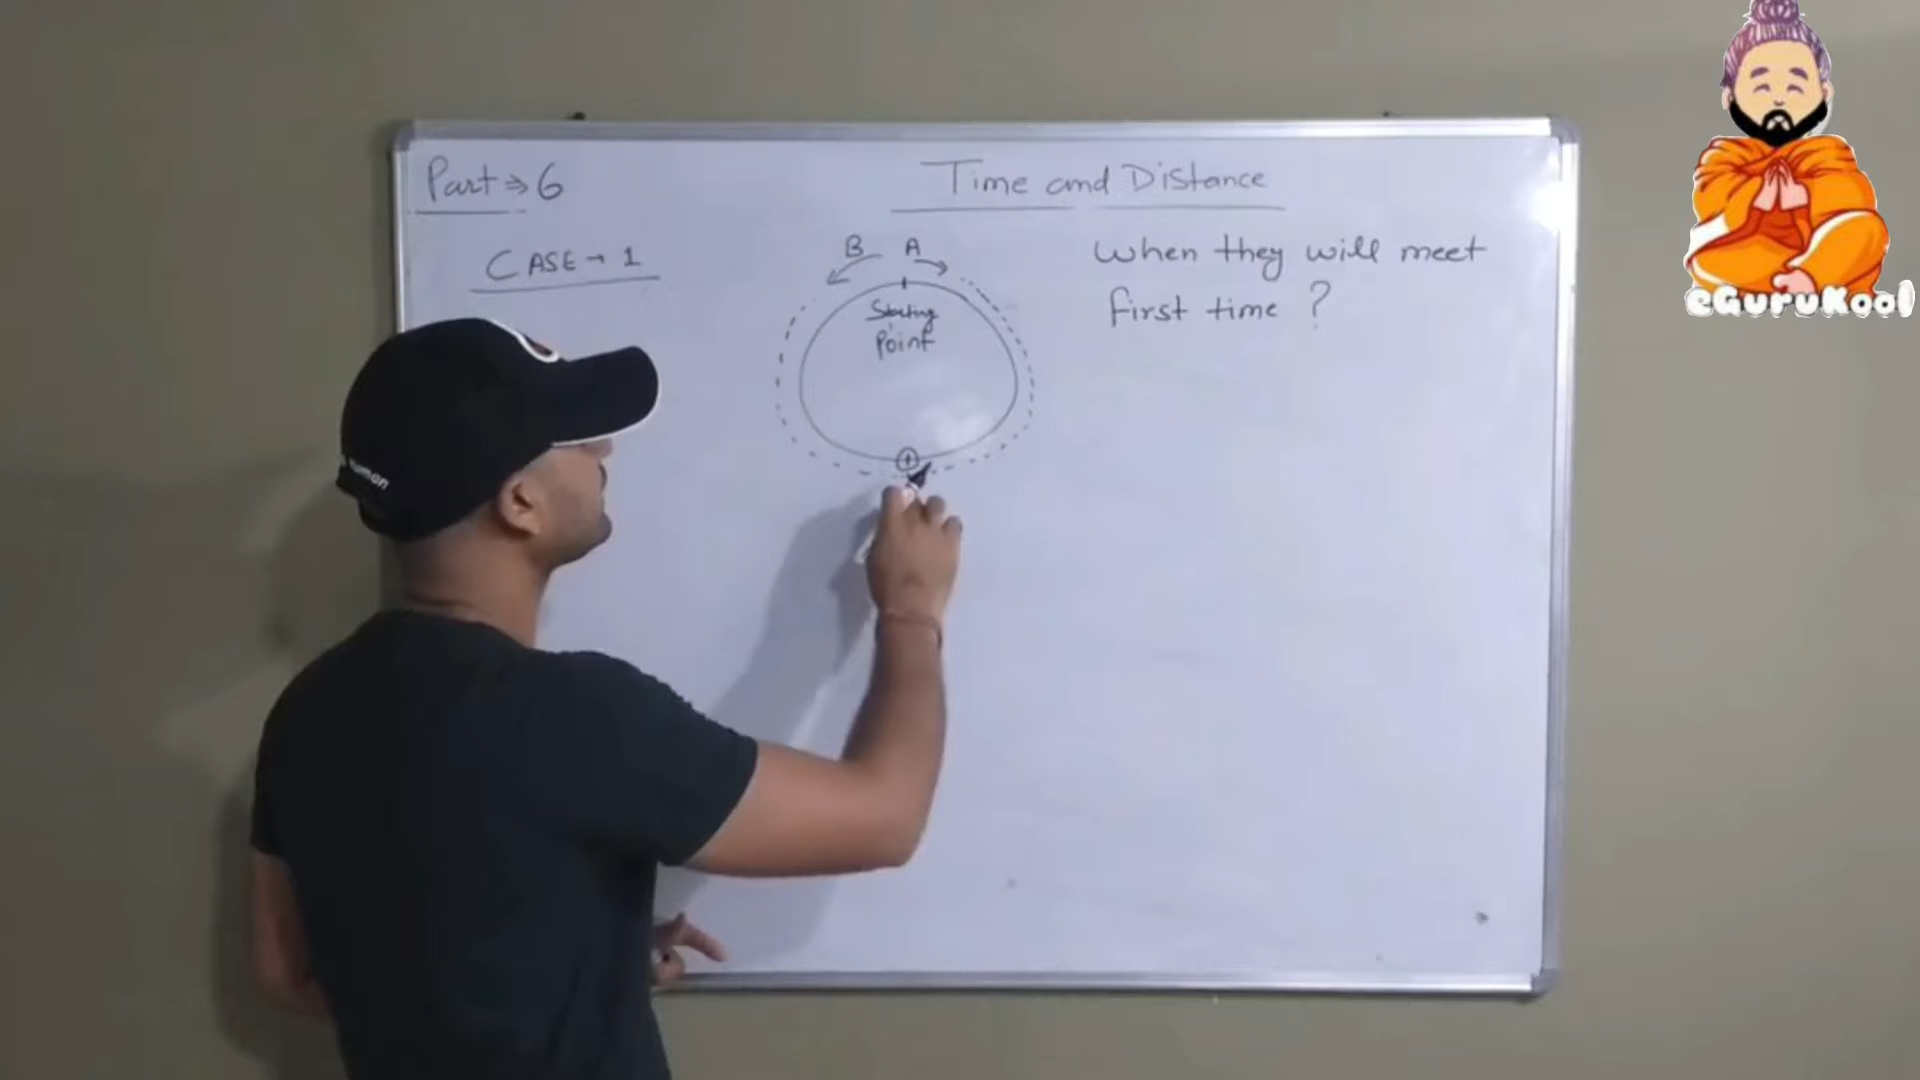 Part ⇒ 6
Time and Distance
CASE → 1
B A
When they will meet
first time ?
Starting
Point
eGuruKool